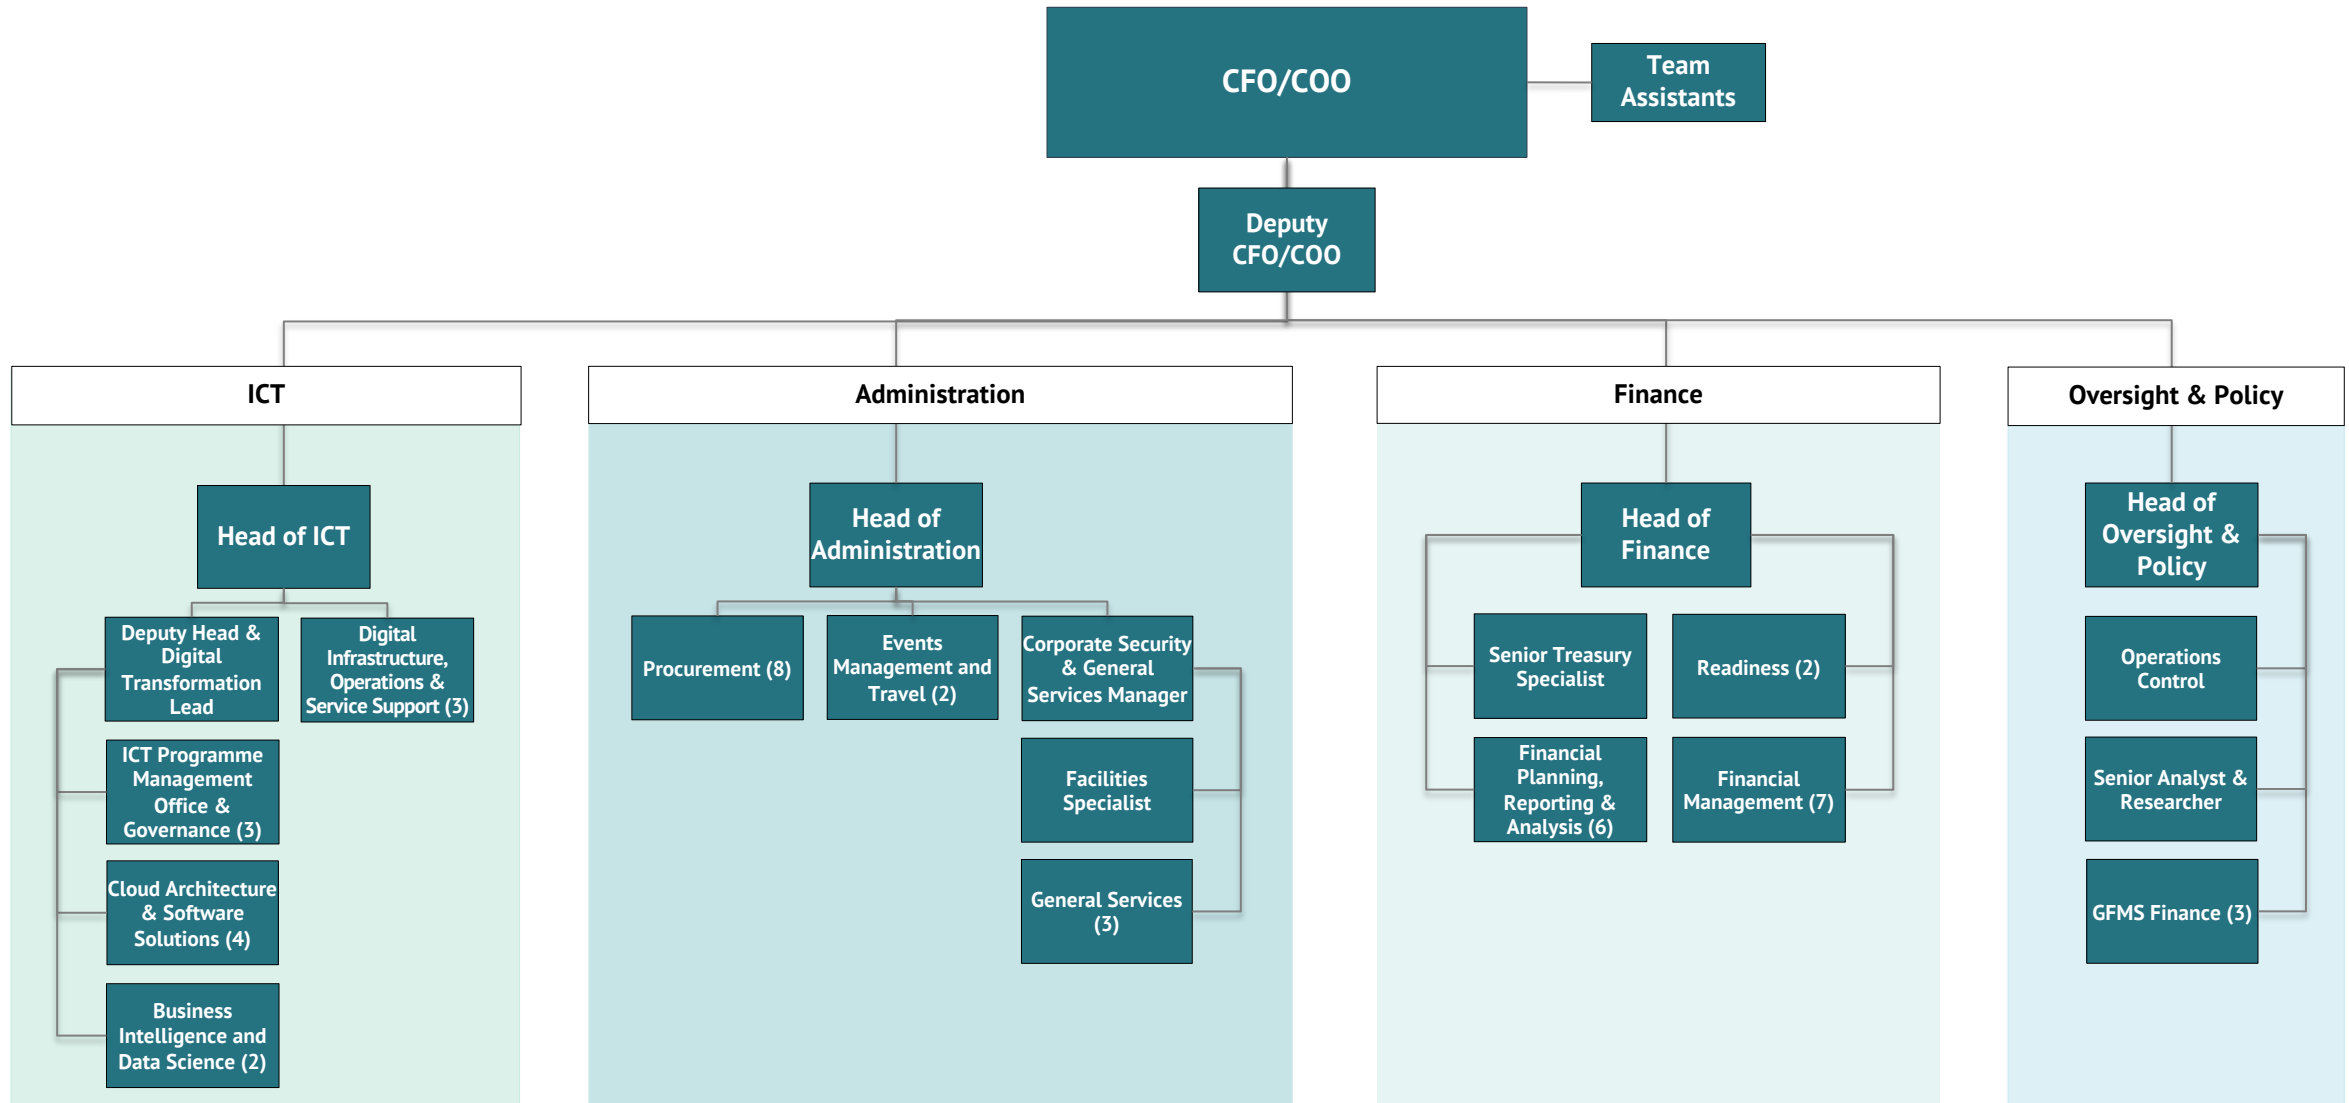 CFO/COO
Team
Assistants
Deputy
CFO/COO
ICT
Administration
Finance
Oversight & Policy
Head of ICT
Deputy Head &
Digital
Transformation
Lead
Digital
Infrastructure,
Operations &
Service Support (3)
ICT Programme
Management
Office &
Governance (3)
Cloud Architecture
& Software
Solutions (4)
Business
Intelligence and
Data Science (2)
Head of
Administration
Procurement (8)
Events
Management and
Travel (2)
Corporate Security
& General
Services Manager
Facilities
Specialist
General Services
(3)
Head of
Finance
Senior Treasury
Specialist
Readiness (2)
Financial
Planning,
Reporting &
Analysis (6)
Financial
Management (7)
Head of
Oversight &
Policy
Operations
Control
Senior Analyst &
Researcher
GFMS Finance (3)